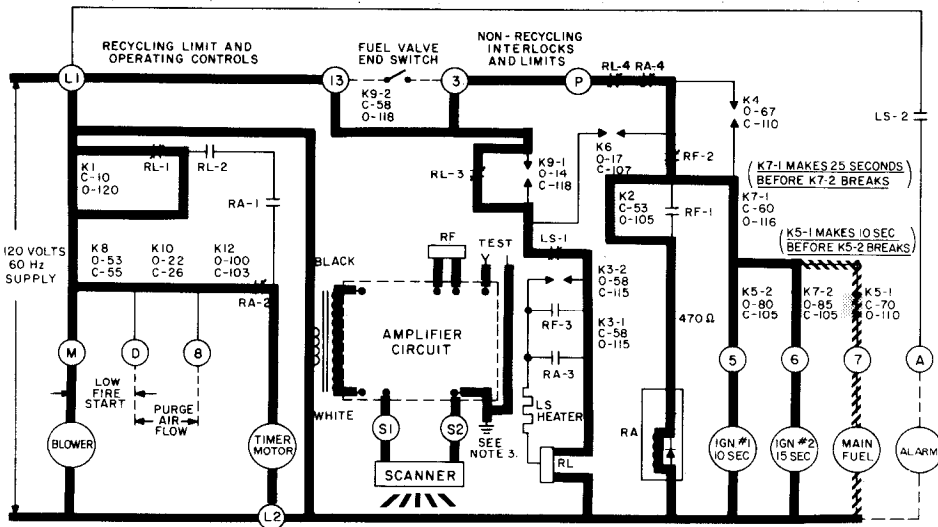 RECYCLING LIMIT AND
OPERATING CONTROLS
FUEL VALVE
END SWITCH
NON-RECYCLING
INTERLOCKS
AND LIMITS
L1
13
3
P
RL-4 RA-4
K9-2
C-58
O-118
K4
O-67
C-110
LS-2
K1
C-10
O-120
RL-1
RL-2
RA-1
RL-3
K9-1
O-14
C-118
K6
O-17
C-107
RF-2
K7-1 MAKES 25 SECONDS
BEFORE K7-2 BREAKS
K2
C-53
O-105
RF-1
K7-1
C-60
O-116
K5-1 MAKES 10 SEC
BEFORE K5-2 BREAKS
120 VOLTS
60 Hz
SUPPLY
K8
O-53
C-55
K10
O-22
C-26
K12
O-100
C-103
RA-2
BLACK
RF
TEST
LS-1
K3-2
O-58
C-115
K5-2
O-80
C-105
K7-2
O-85
C-105
K5-1
C-70
O-110
AMPLIFIER
CIRCUIT
RF-3
K3-1
C-58
O-115
470Ω
M
D
8
RA-3
5
6
7
A
LOW
FIRE
START
PURGE
AIR
FLOW
WHITE
LS
HEATER
S1
S2
SEE
NOTE 3.
RA
BLOWER
TIMER
MOTOR
SCANNER
RL
IGN #1
10 SEC
IGN #2
15 SEC
MAIN
FUEL
ALARM
L2